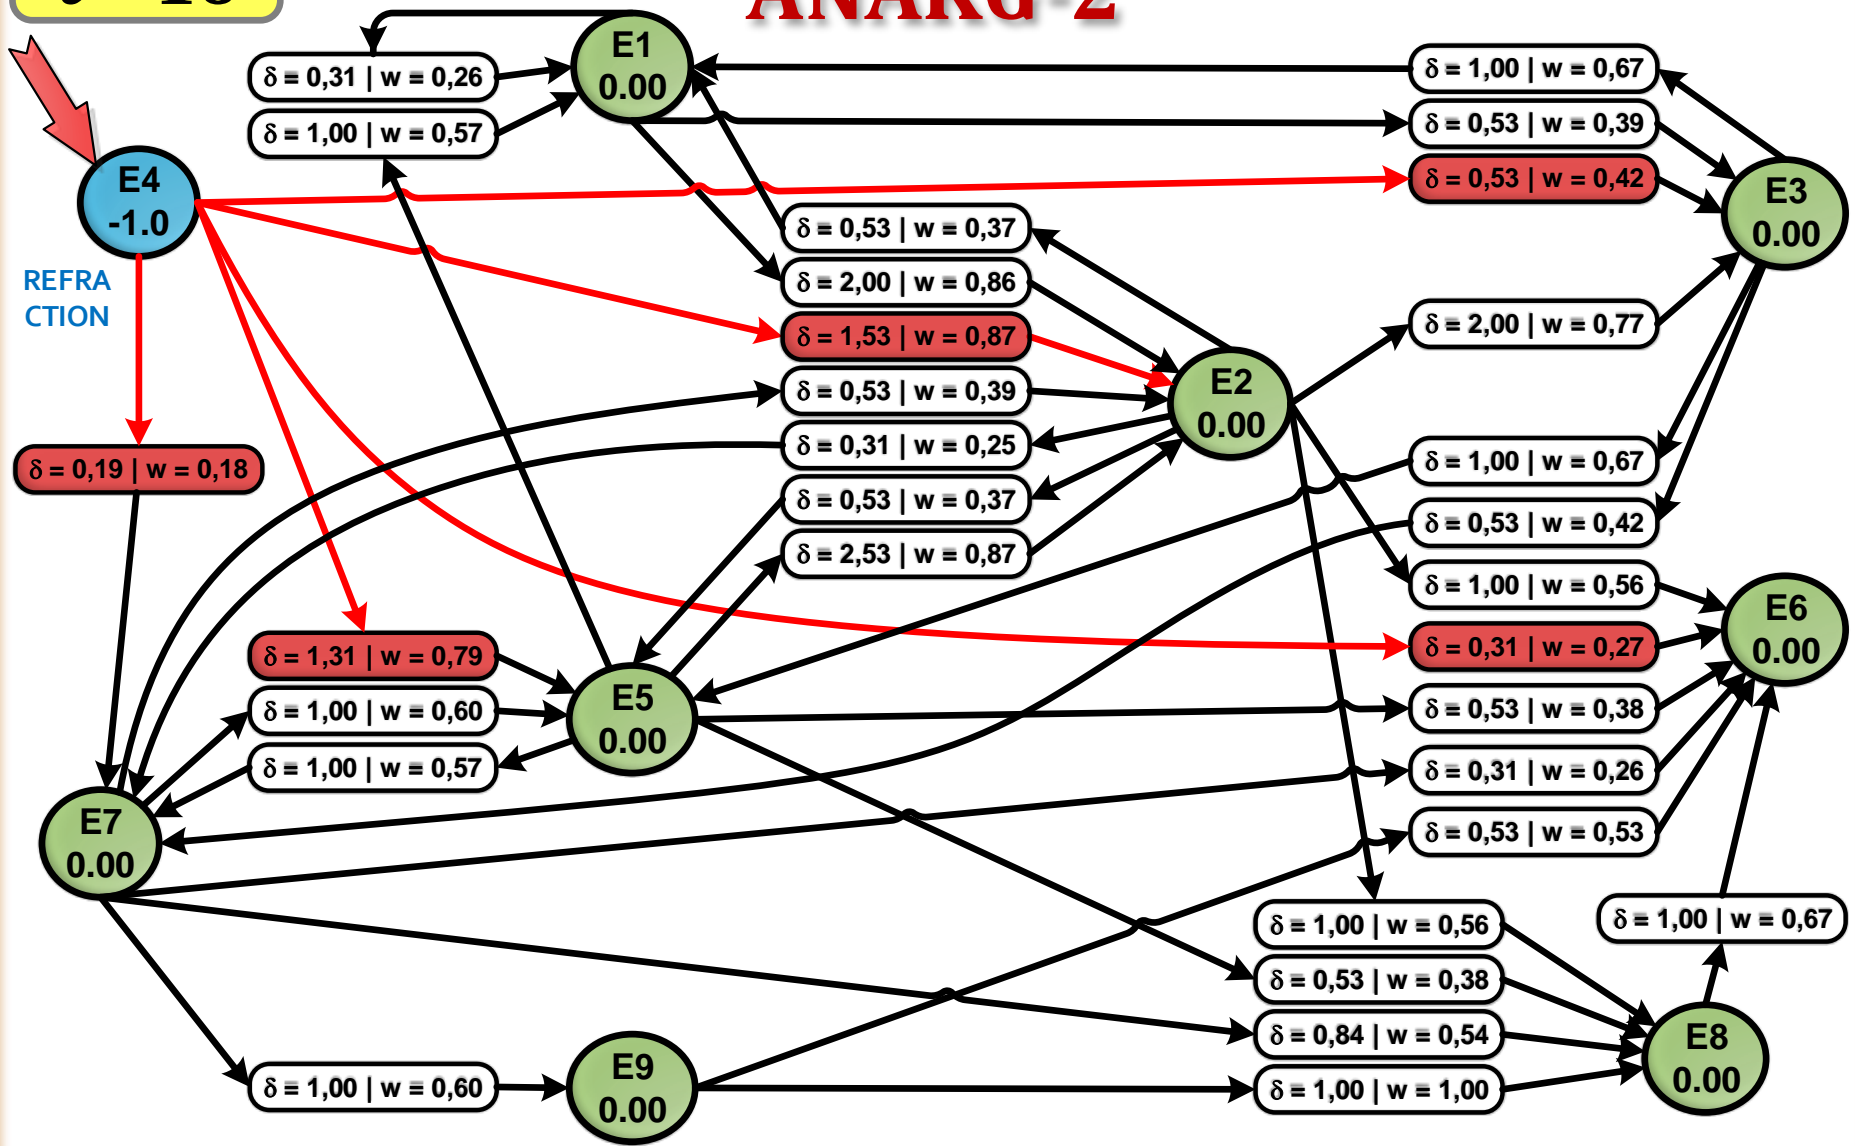 ANAKG-2
E1
0.00
δ = 0,31 | w = 0,26
δ = 1,00 | w = 0,57
δ = 1,00 | w = 0,67
δ = 0,53 | w = 0,39
δ = 0,53 | w = 0,42
E4
-1.0
REFRA
CTION
E3
0.00
δ = 0,53 | w = 0,37
δ = 2,00 | w = 0,86
δ = 1,53 | w = 0,87
δ = 0,53 | w = 0,39
δ = 0,31 | w = 0,25
δ = 0,53 | w = 0,37
δ = 2,53 | w = 0,87
E2
0.00
δ = 2,00 | w = 0,77
δ = 0,19 | w = 0,18
δ = 1,00 | w = 0,67
δ = 0,53 | w = 0,42
δ = 1,00 | w = 0,56
δ = 0,31 | w = 0,27
δ = 0,53 | w = 0,38
δ = 0,31 | w = 0,26
δ = 0,53 | w = 0,53
E6
0.00
δ = 1,31 | w = 0,79
δ = 1,00 | w = 0,60
δ = 1,00 | w = 0,57
E5
0.00
E7
0.00
δ = 1,00 | w = 0,56
δ = 0,53 | w = 0,38
δ = 0,84 | w = 0,54
δ = 1,00 | w = 1,00
δ = 1,00 | w = 0,67
E8
0.00
δ = 1,00 | w = 0,60
E9
0.00